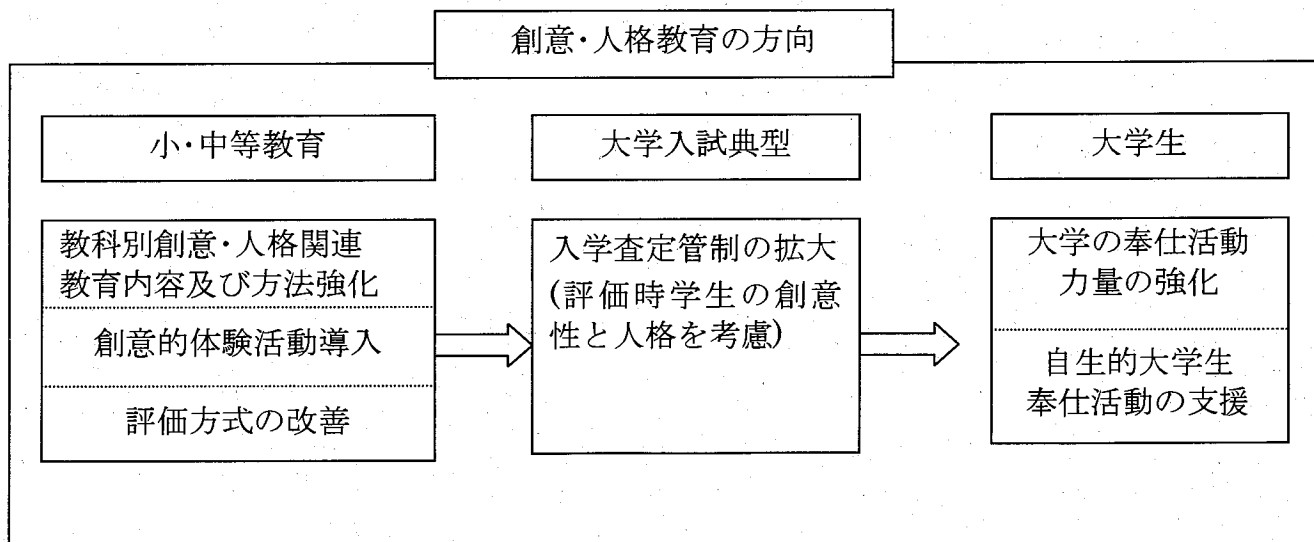 創意・人格教育の方向
小・中等教育
大学入試典型
大学生
教科別創意・人格関連
教育内容及び方法強化
創意的体験活動導入
評価方式の改善
入学査定管制の拡大
(評価時学生の創意
性と人格を考慮)
大学の奉仕活動
力量の強化
自生的大学生
奉仕活動の支援